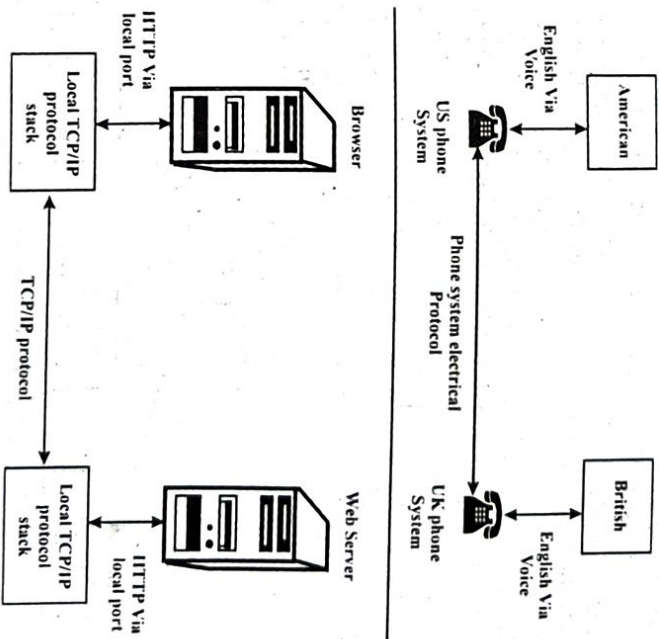 American
British
English Via
Voice
English Via
Voice
US phone
System
Phone system electrical
Protocol
UK phone
System
Browser
Web Server
HTTP Via
local port
HTTP Via
local port
Local TCP/IP
protocol
stack
TCP/IP protocol
Local TCP/IP
protocol
stack